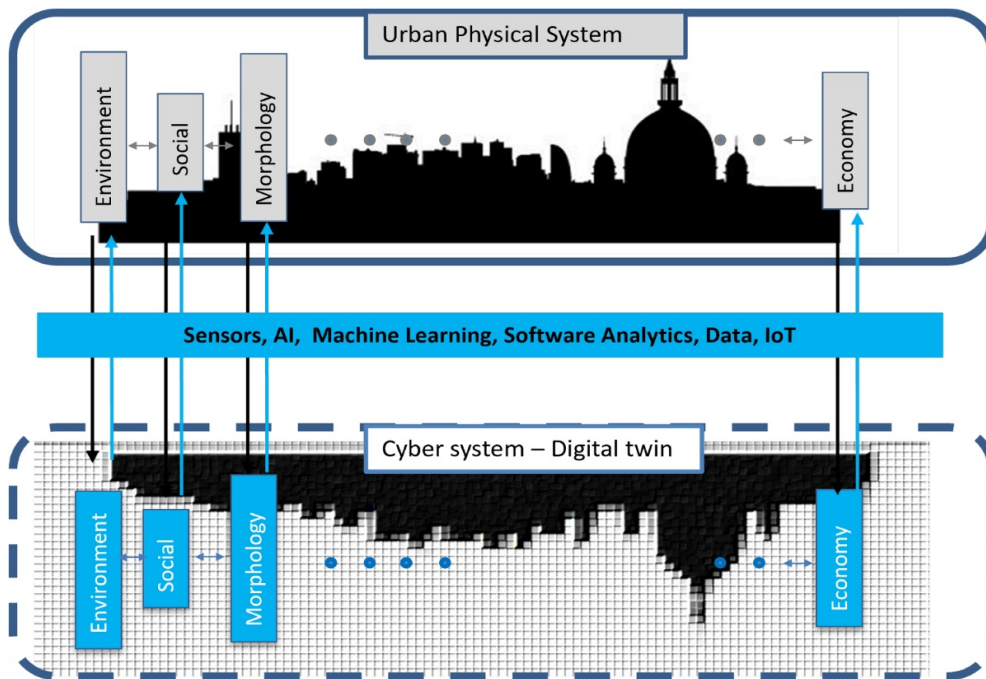 Urban Physical System
Environment
Social
Morphology
Economy
Sensors, AI, Machine Learning, Software Analytics, Data, IoT
Cyber system – Digital twin
Environment
Social
Morphology
Economy